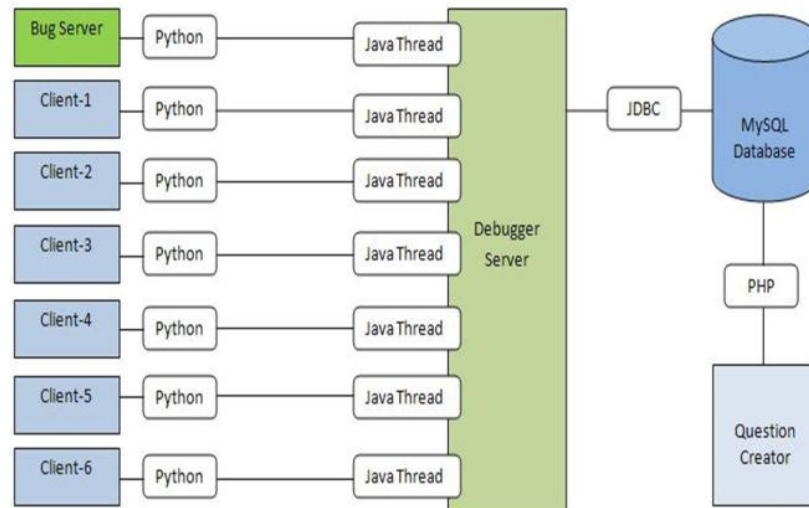 Bug Server
Python
Java Thread
Client-1
Python
Java Thread
Client-2
Python
Java Thread
Client-3
Python
Java Thread
Client-4
Python
Java Thread
Client-5
Python
Java Thread
Client-6
Python
Java Thread
Debugger
Server
JDBC
MySQL
Database
PHP
Question
Creator